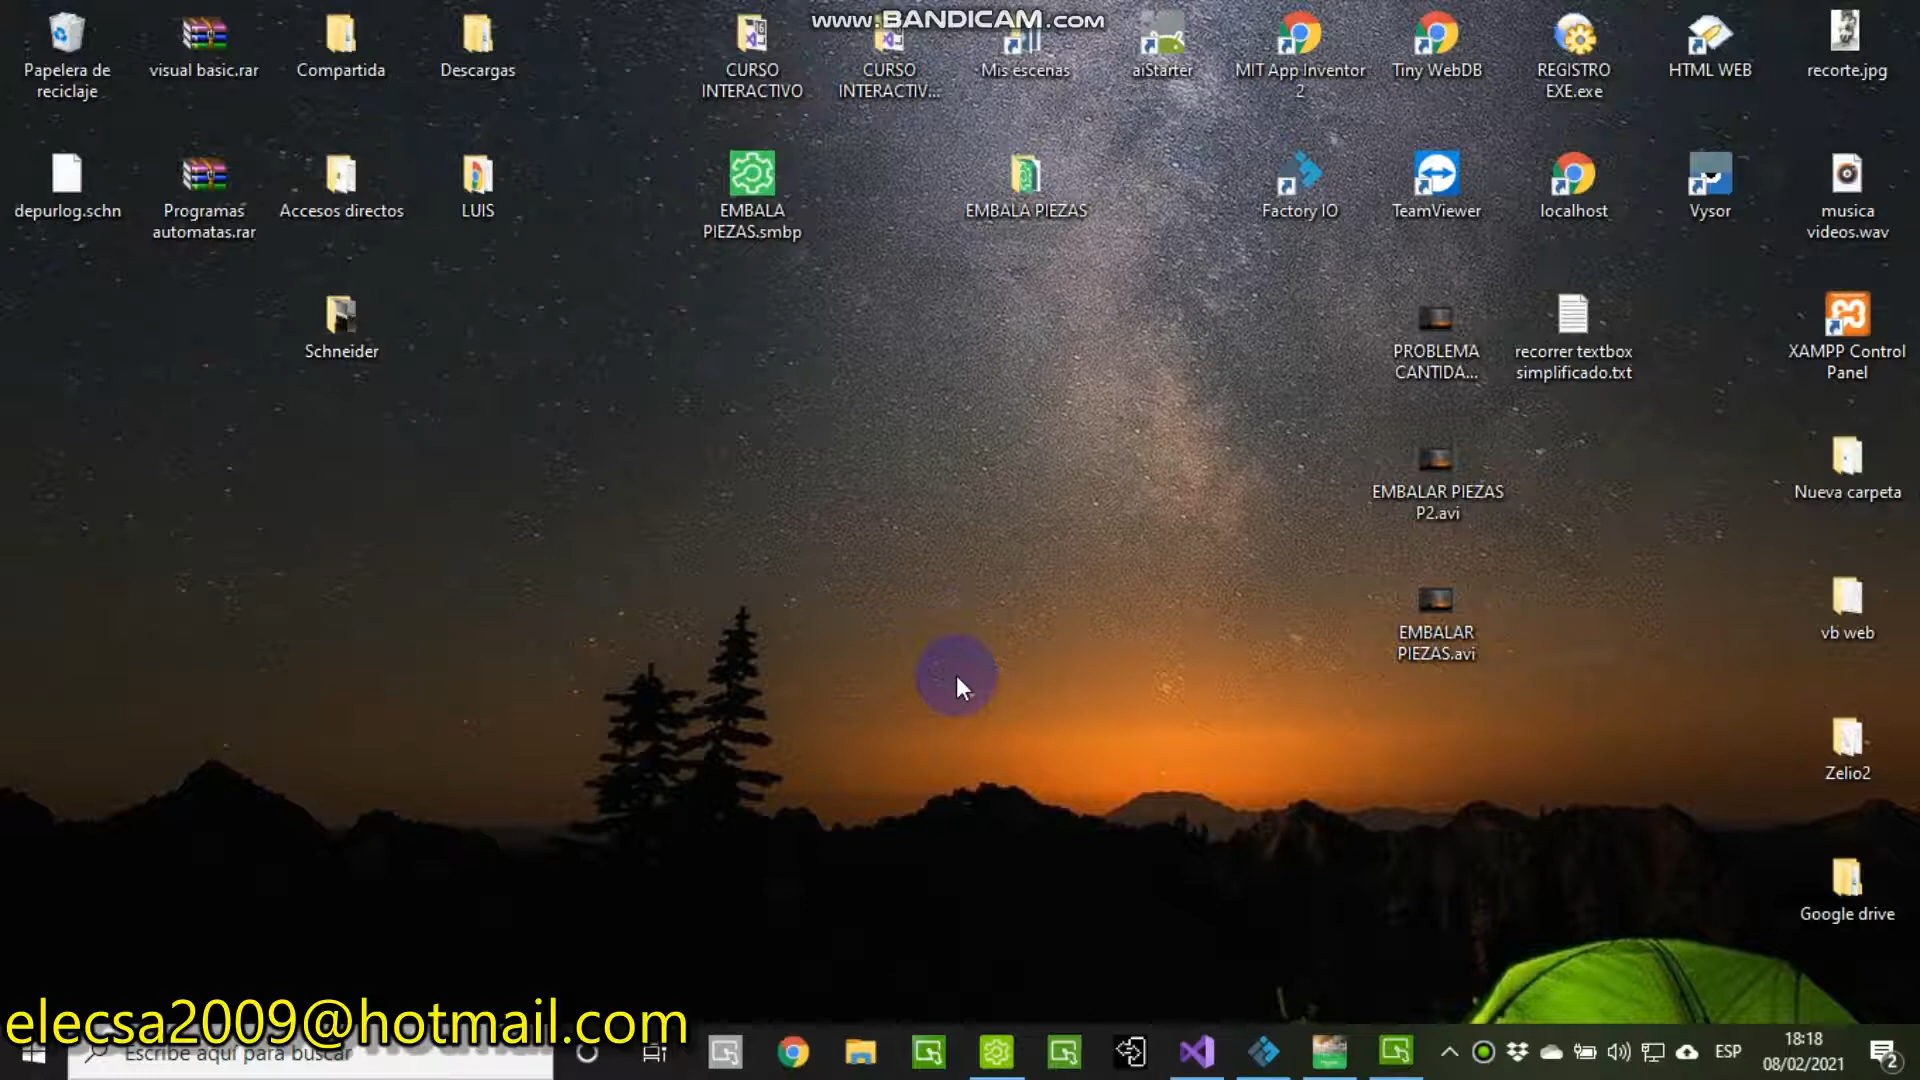 www.BANDICAM.com
Papelera de
reciclaje
visual basic.rar
Compartida
Descargas
CURSO
INTERACTIVO
CURSO
INTERACTIV...
Mis escenas
aiStarter
MIT App Inventor
2
Tiny WebDB
REGISTRO
EXE.exe
HTML WEB
recorte.jpg
depurlog.schn
Programas
automatas.rar
Accesos directos
LUIS
EMBALA
PIEZAS.smbp
EMBALA PIEZAS
Factory IO
TeamViewer
localhost
Vysor
musica
videos.wav
Schneider
PROBLEMA
CANTIDA...
recorrer textbox
simplificado.txt
XAMPP Control
Panel
EMBALAR PIEZAS
P2.avi
Nueva carpeta
EMBALAR
PIEZAS.avi
vb web
Zelio2
Google drive
elecsa2009@hotmail.com
Escribe aquí para buscar
ESP
18:18
08/02/2021
2